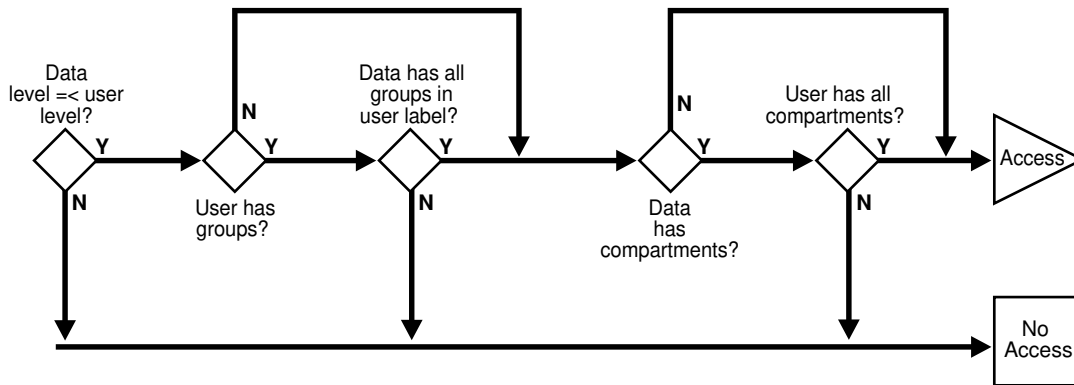 Data
level =< user
level?
Y
N
N
Y
User has
groups?
Data has all
groups in
user label?
Y
N
N
Y
Data
has
compartments?
User has all
compartments?
Y
N
Access
No
Access